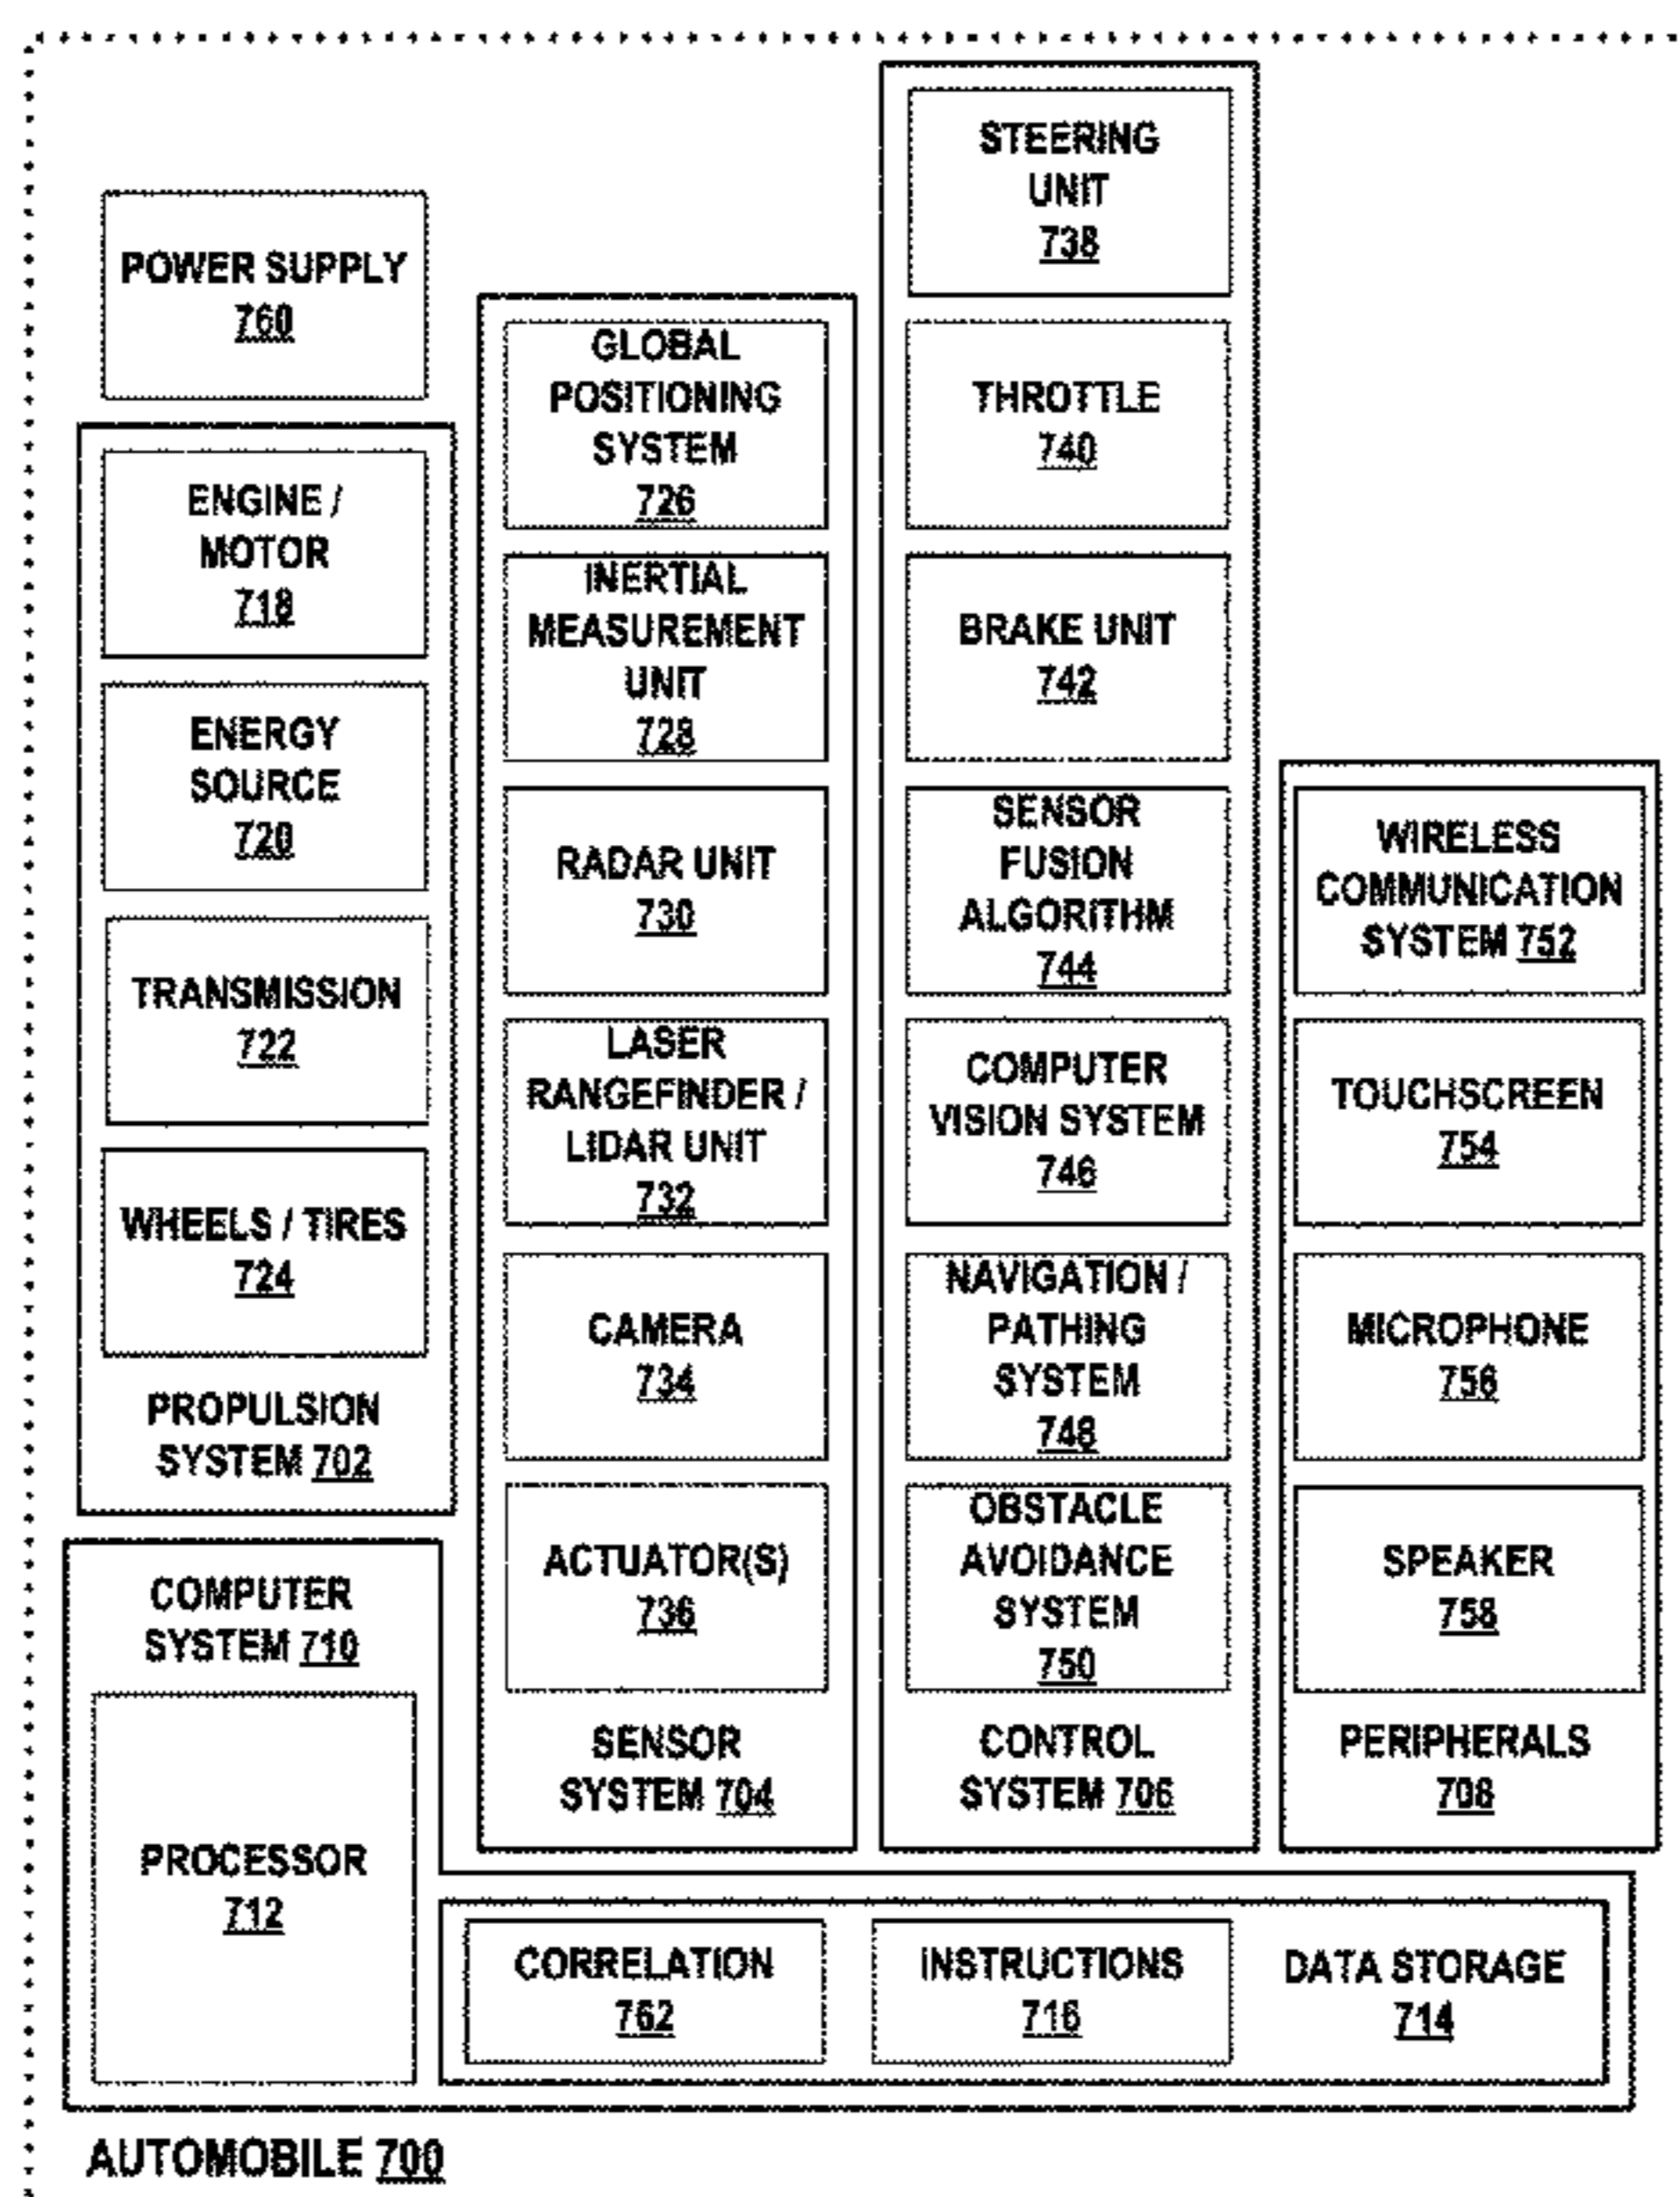 POWER SUPPLY
760
ENGINE /
MOTOR
718
ENERGY
SOURCE
720
TRANSMISSION
722
WHEELS / TIRES
724
PROPULSION
SYSTEM 702
GLOBAL
POSITIONING
SYSTEM
726
INERTIAL
MEASUREMENT
UNIT
728
RADAR UNIT
730
LASER
RANGEFINDER /
LIDAR UNIT
732
CAMERA
734
ACTUATOR(S)
736
SENSOR
SYSTEM 704
STEERING
UNIT
738
THROTTLE
740
BRAKE UNIT
742
SENSOR
FUSION
ALGORITHM
744
COMPUTER
VISION SYSTEM
746
NAVIGATION /
PATHING
SYSTEM
748
OBSTACLE
AVOIDANCE
SYSTEM
750
CONTROL
SYSTEM 706
WIRELESS
COMMUNICATION
SYSTEM 752
TOUCHSCREEN
754
MICROPHONE
756
SPEAKER
758
PERIPHERALS
708
COMPUTER
SYSTEM 710
PROCESSOR
712
CORRELATION
762
INSTRUCTIONS
716
DATA STORAGE
714
AUTOMOBILE 700